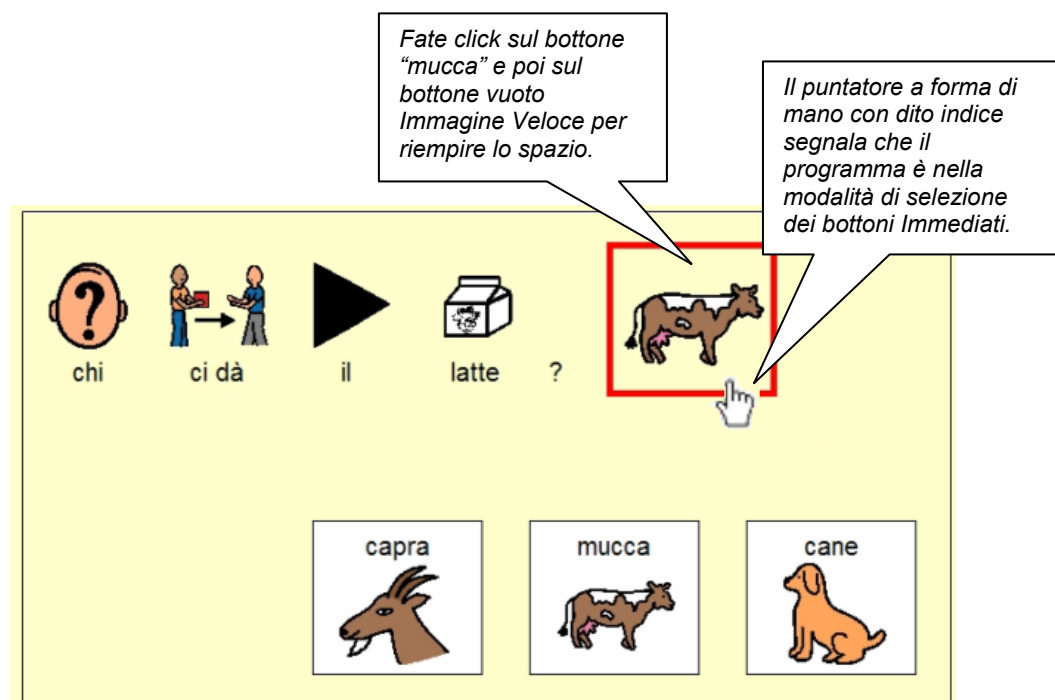 Fate click sul bottone
“mucca” e poi sul
bottone vuoto
Immagine Veloce per
riempire lo spazio.
Il puntatore a forma di
mano con dito indice
segnala che il
programma è nella
modalità di selezione
dei bottoni Immediati.
?
chi ci dà il latte ?
capra mucca cane